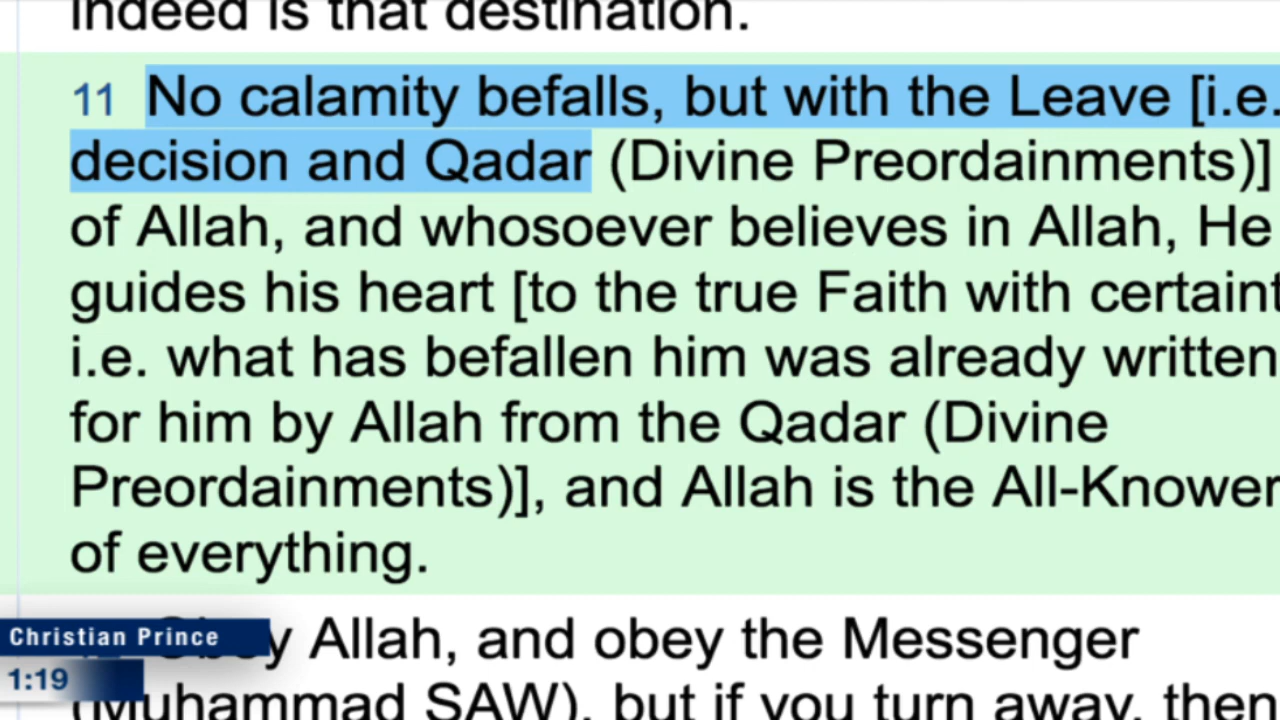 indeed is that destination.
11 No calamity befalls, but with the Leave [i.e.
decision and Qadar (Divine Preordainments)]
of Allah, and whosoever believes in Allah, He
guides his heart [to the true Faith with certaint
i.e. what has befallen him was already written
for him by Allah from the Qadar (Divine
Preordainments)], and Allah is the All-Knower
of everything.
Obey Allah, and obey the Messenger
(Muhammad SAW), but if you turn away, then
Christian Prince
1:19